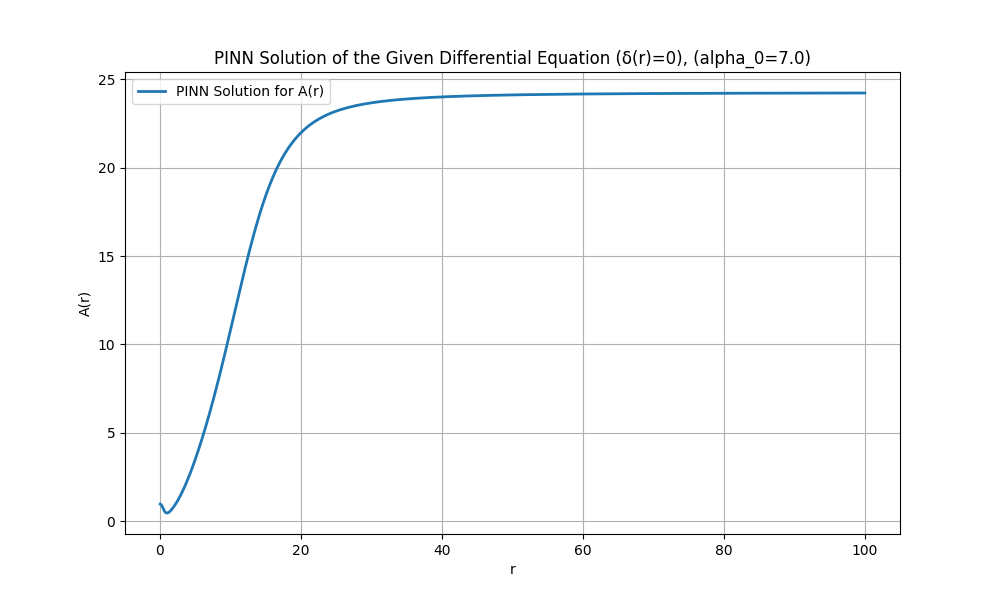 PINN Solution of the Given Differential Equation (δ(r)=0), (alpha_0=7.0)
PINN Solution for A(r)
A(r)
25
20
15
10
5
0
0 20 40 60 80 100
r